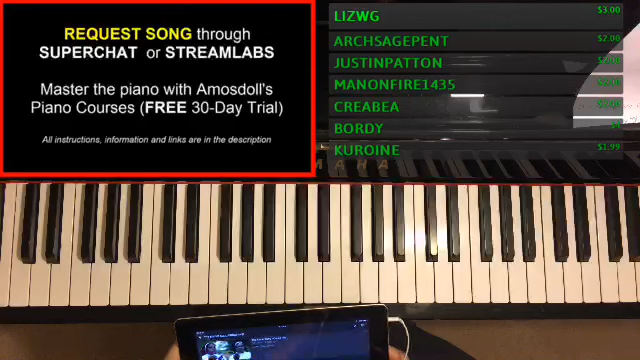 REQUEST SONG through
SUPERCHAT or STREAMLABS
Master the piano with Amosdoll's
Piano Courses (FREE 30-Day Trial)
All instructions, information and links are in the description
LIZWG $3.00
ARCHSAGEPENT $2.00
JUSTINPATTON
MANONFIRE1435
CREABEA
BORDY
KUROINE $1.99